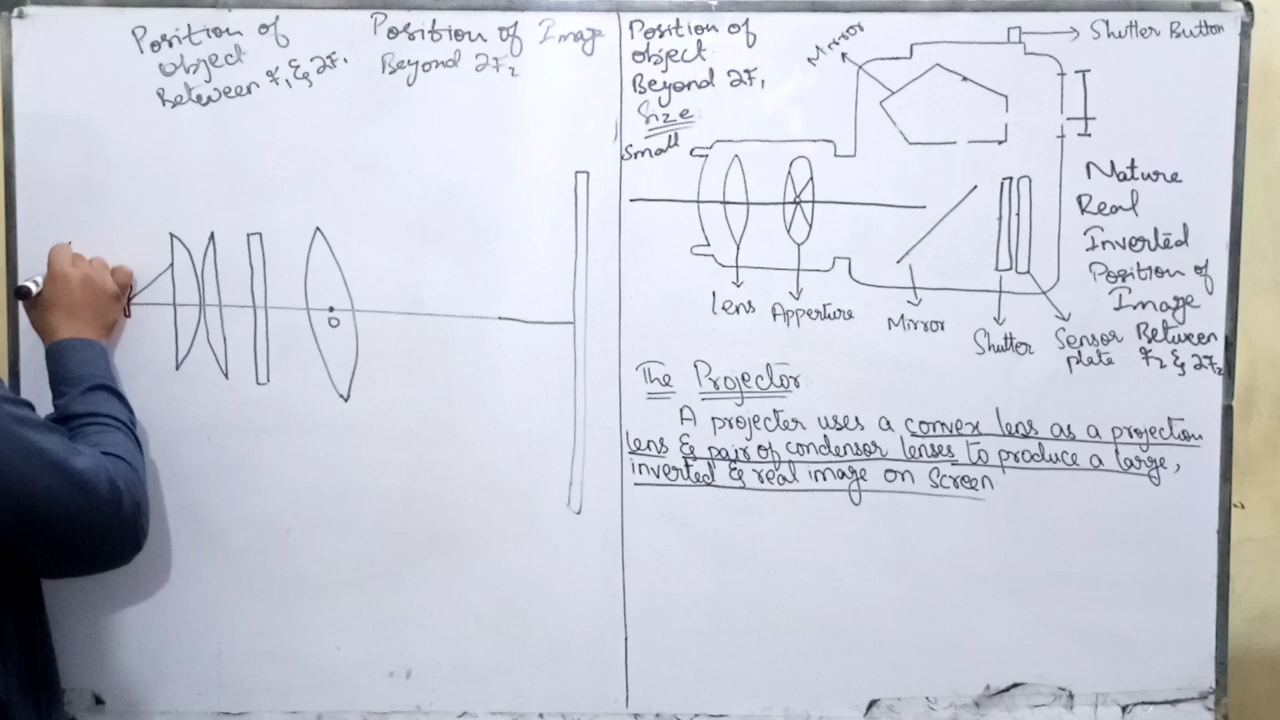 Position of
object
Between F₁ & 2F₁
Position of Image
Beyond 2F₂
O
Position of
object
Beyond 2F₁
Size
Small
Mirror
Shutter Button
Lens
Apperture
Mirror
Shutter
Sensor
plate
Nature
Real
Inverted
Position of
Image
Between
F₂ & 2F₂
The Projector
A projecter uses a convex lens as a projection
lens & pair of condensor lenses to produce a large,
inverted & real image on screen